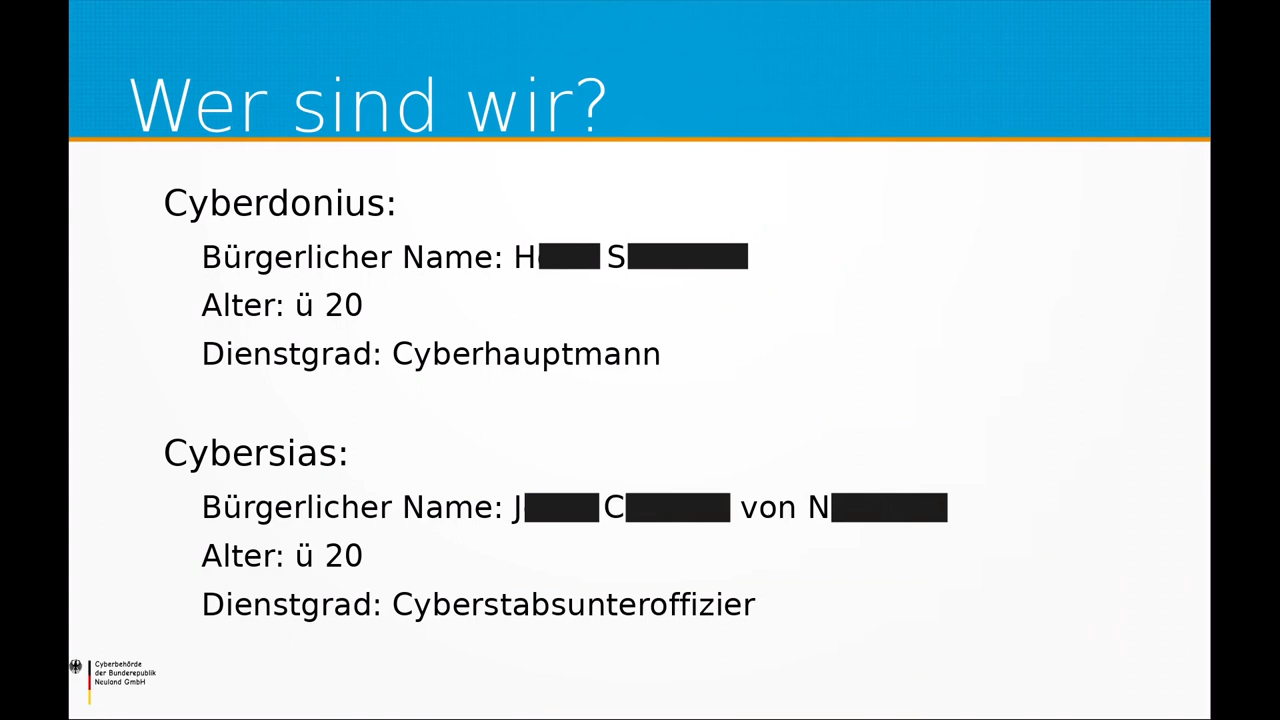 Wer sind wir?
Cyberdonius:
Bürgerlicher Name: H S
Alter: ü 20
Dienstgrad: Cyberhauptmann
Cybersias:
Bürgerlicher Name: J C von N
Alter: ü 20
Dienstgrad: Cyberstabsunteroffizier
Cyberbehörde
der Bunderepublik
Neuland GmbH